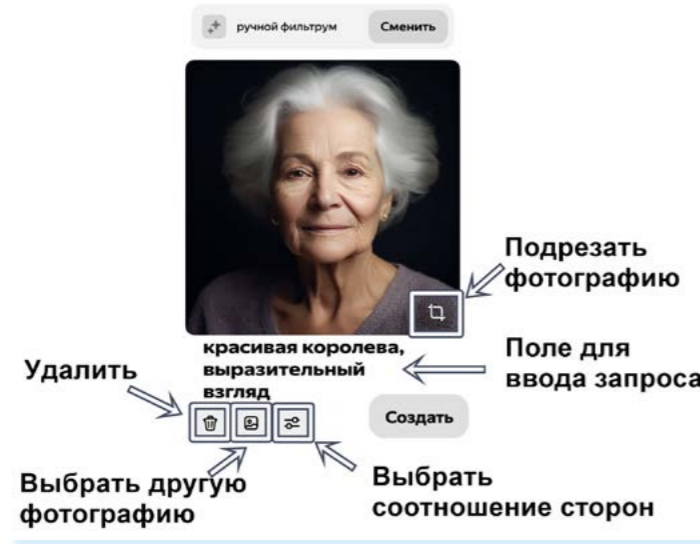 ручной фильтрум
Сменить
Подрезать
фотографию
красивая королева,
выразительный
взгляд
Поле для
ввода запроса
Удалить
Создать
Выбрать другую
фотографию
Выбрать
соотношение сторон